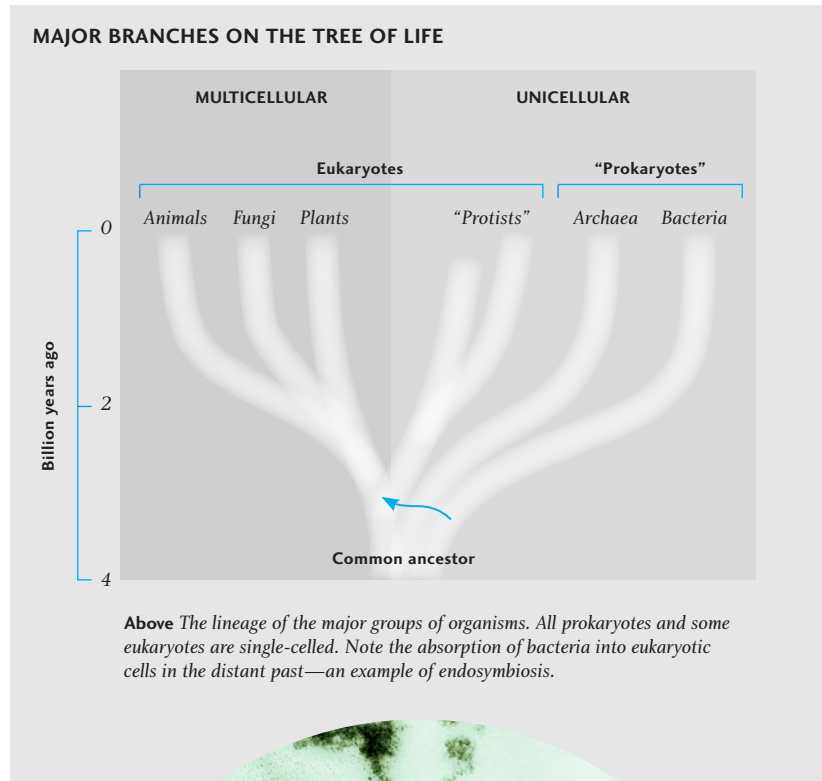 MAJOR BRANCHES ON THE TREE OF LIFE
MULTICELLULAR
UNICELLULAR
Eukaryotes
“Prokaryotes”
Animals
Fungi
Plants
“Protists”
Archaea
Bacteria
0
2
4
Billion years ago
Common ancestor
Above The lineage of the major groups of organisms. All prokaryotes and some
eukaryotes are single-celled. Note the absorption of bacteria into eukaryotic
cells in the distant past—an example of endosymbiosis.